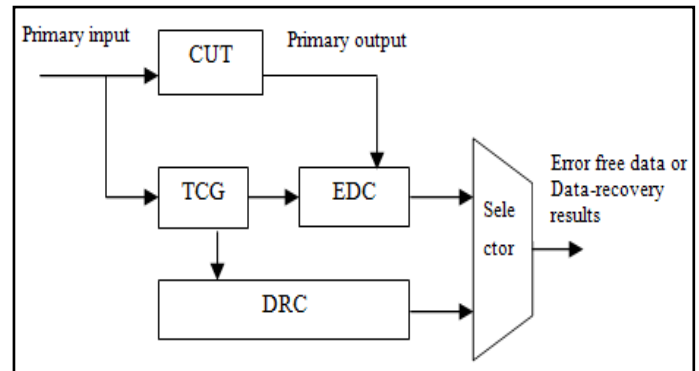 Primary input
CUT
Primary output
TCG
EDC
Sele
ctor
Error free data or
Data-recovery
results
DRC